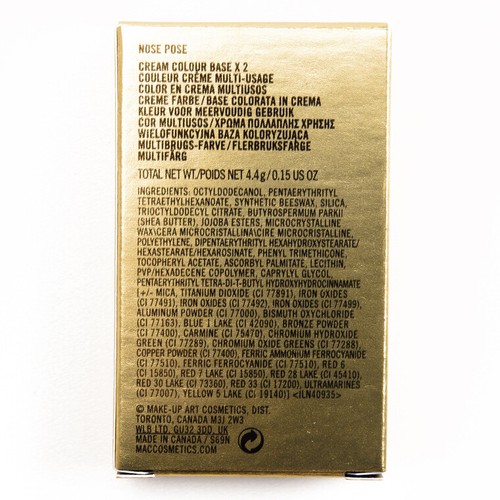 NOSE POSE
CREAM COLOUR BASE X 2
COULEUR CRÈME MULTI-USAGE
COLOR EN CREMA MULTIUSOS
CREME FARBE/BASE COLORATA IN CREMA
KLEUR VOOR MEERVOUDIG GEBRUIK
COR MULTIUSOS/ΧΡΩΜΑ ΠΟΛΛΑΠΛΗΣ ΧΡΗΣΗΣ
WIELOFUNKCYJNA BAZA KOLORYZUJĄCA
MULTIBRUGS-FARVE/FLERBRUKSFARGE
MULTIFÄRG
TOTAL NET WT./POIDS NET 4.4g/0.15 US OZ
INGREDIENTS: OCTYLDODECANOL, PENTAERYTHRITYL
TETRAETHYLHEXANOATE, SYNTHETIC BEESWAX, SILICA,
TRIOCTYLDODECYL CITRATE, BUTYROSPERMUM PARKII
(SHEA BUTTER), JOJOBA ESTERS, MICROCRYSTALLINE
WAX\CERA MICROCRISTALLINA\CIRE MICROCRISTALLINE,
POLYETHYLENE, DIPENTAERYTHRITYL HEXAHYDROXYSTEARATE/
HEXASTEARATE/HEXAROSINATE, PHENYL TRIMETHICONE,
TOCOPHERYL ACETATE, ASCORBYL PALMITATE, LECITHIN,
PVP/HEXADECENE COPOLYMER, CAPRYLYL GLYCOL,
PENTAERYTHRITYL TETRA-DI-T-BUTYL HYDROXYHYDROCINNAMATE
[+/- MICA, TITANIUM DIOXIDE (CI 77891), IRON OXIDES
(CI 77491), IRON OXIDES (CI 77492), IRON OXIDES (CI 77499),
ALUMINUM POWDER (CI 77000), BISMUTH OXYCHLORIDE
(CI 77163), BLUE 1 LAKE (CI 42090), BRONZE POWDER
(CI 77400), CARMINE (CI 75470), CHROMIUM HYDROXIDE
GREEN (CI 77289), CHROMIUM OXIDE GREENS (CI 77288),
COPPER POWDER (CI 77400), FERRIC AMMONIUM FERROCYANIDE
(CI 77510), FERRIC FERROCYANIDE (CI 77510), RED 6
(CI 15850), RED 7 LAKE (CI 15850), RED 28 LAKE (CI 45410),
RED 30 LAKE (CI 73360), RED 33 (CI 17200), ULTRAMARINES
(CI 77007), YELLOW 5 LAKE (CI 19140)] <ILN40935>
© MAKE-UP ART COSMETICS, DIST.
TORONTO, CANADA M3J 2W3
WLB LTD, GU32 3DD, UK
MADE IN CANADA / S69N
MACCOSMETICS.COM